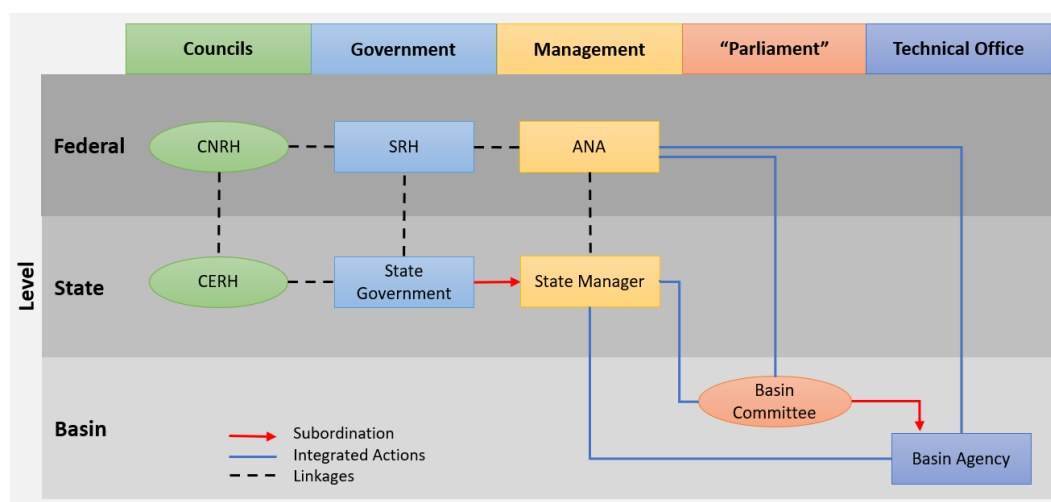 Councils
Government
Management
“Parliament”
Technical Office
Level
Federal
CNRH
SRH
ANA
State
CERH
State
Government
State Manager
Basin
Basin
Committee
Basin Agency
Subordination
Integrated Actions
Linkages